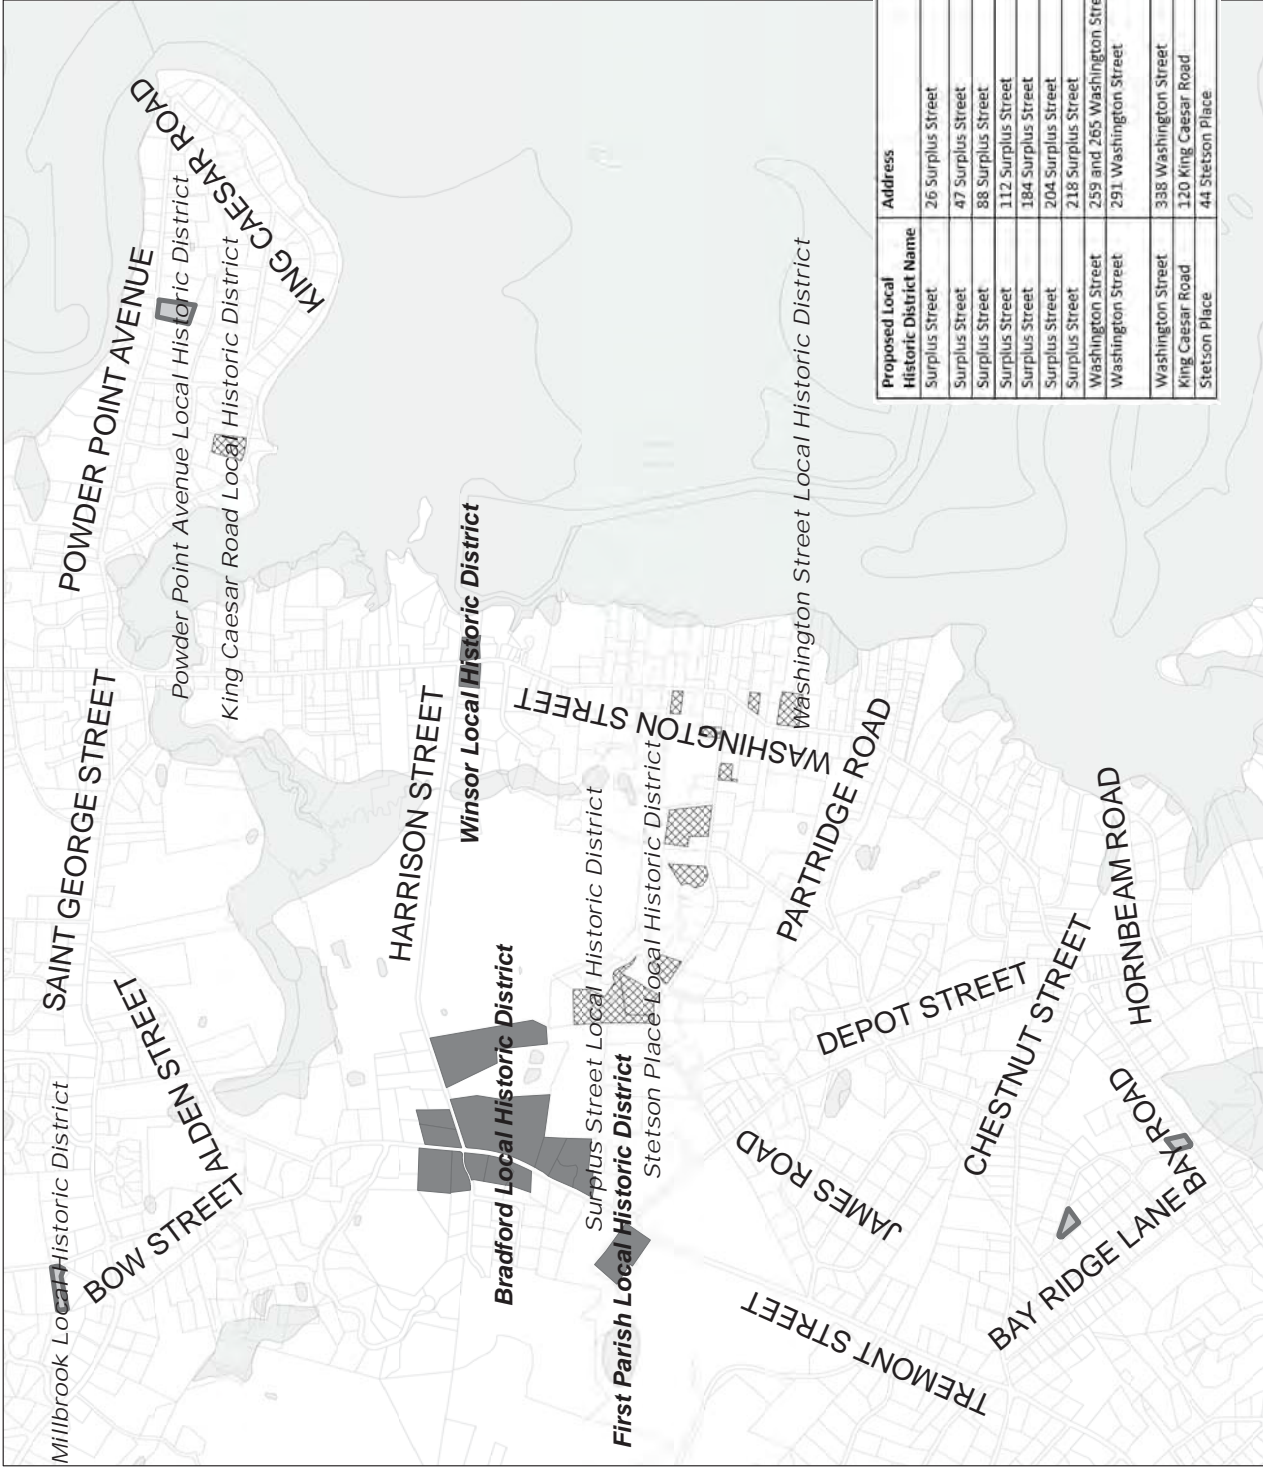 Millbrook Local Historic District
SAINT GEORGE STREET
POWDER POINT AVENUE
KING CAESAR ROAD
Powder Point Avenue Local Historic District
King Caesar Road Local Historic District
BOW STREET
ALDEN STREET
HARRISON STREET
Winsor Local Historic District
Bradford Local Historic District
WASHINGTON STREET
Surplus Street Local Historic District
First Parish Local Historic District
Stetson Place Local Historic District
Washington Street Local Historic District
PARTRIDGE ROAD
DEPOT STREET
JAMES ROAD
CHESTNUT STREET
HORNBEAM ROAD
TREMONT STREET
BAY RIDGE LANE
BAY ROAD
Proposed Local
Historic District Name Address
Surplus Street 26 Surplus Street
Surplus Street 47 Surplus Street
Surplus Street 88 Surplus Street
Surplus Street 112 Surplus Street
Surplus Street 184 Surplus Street
Surplus Street 204 Surplus Street
Surplus Street 218 Surplus Street
Washington Street 259 and 265 Washington Stre
Washington Street 291 Washington Street
Washington Street 338 Washington Street
King Caesar Road 120 King Caesar Road
Stetson Place 44 Stetson Place